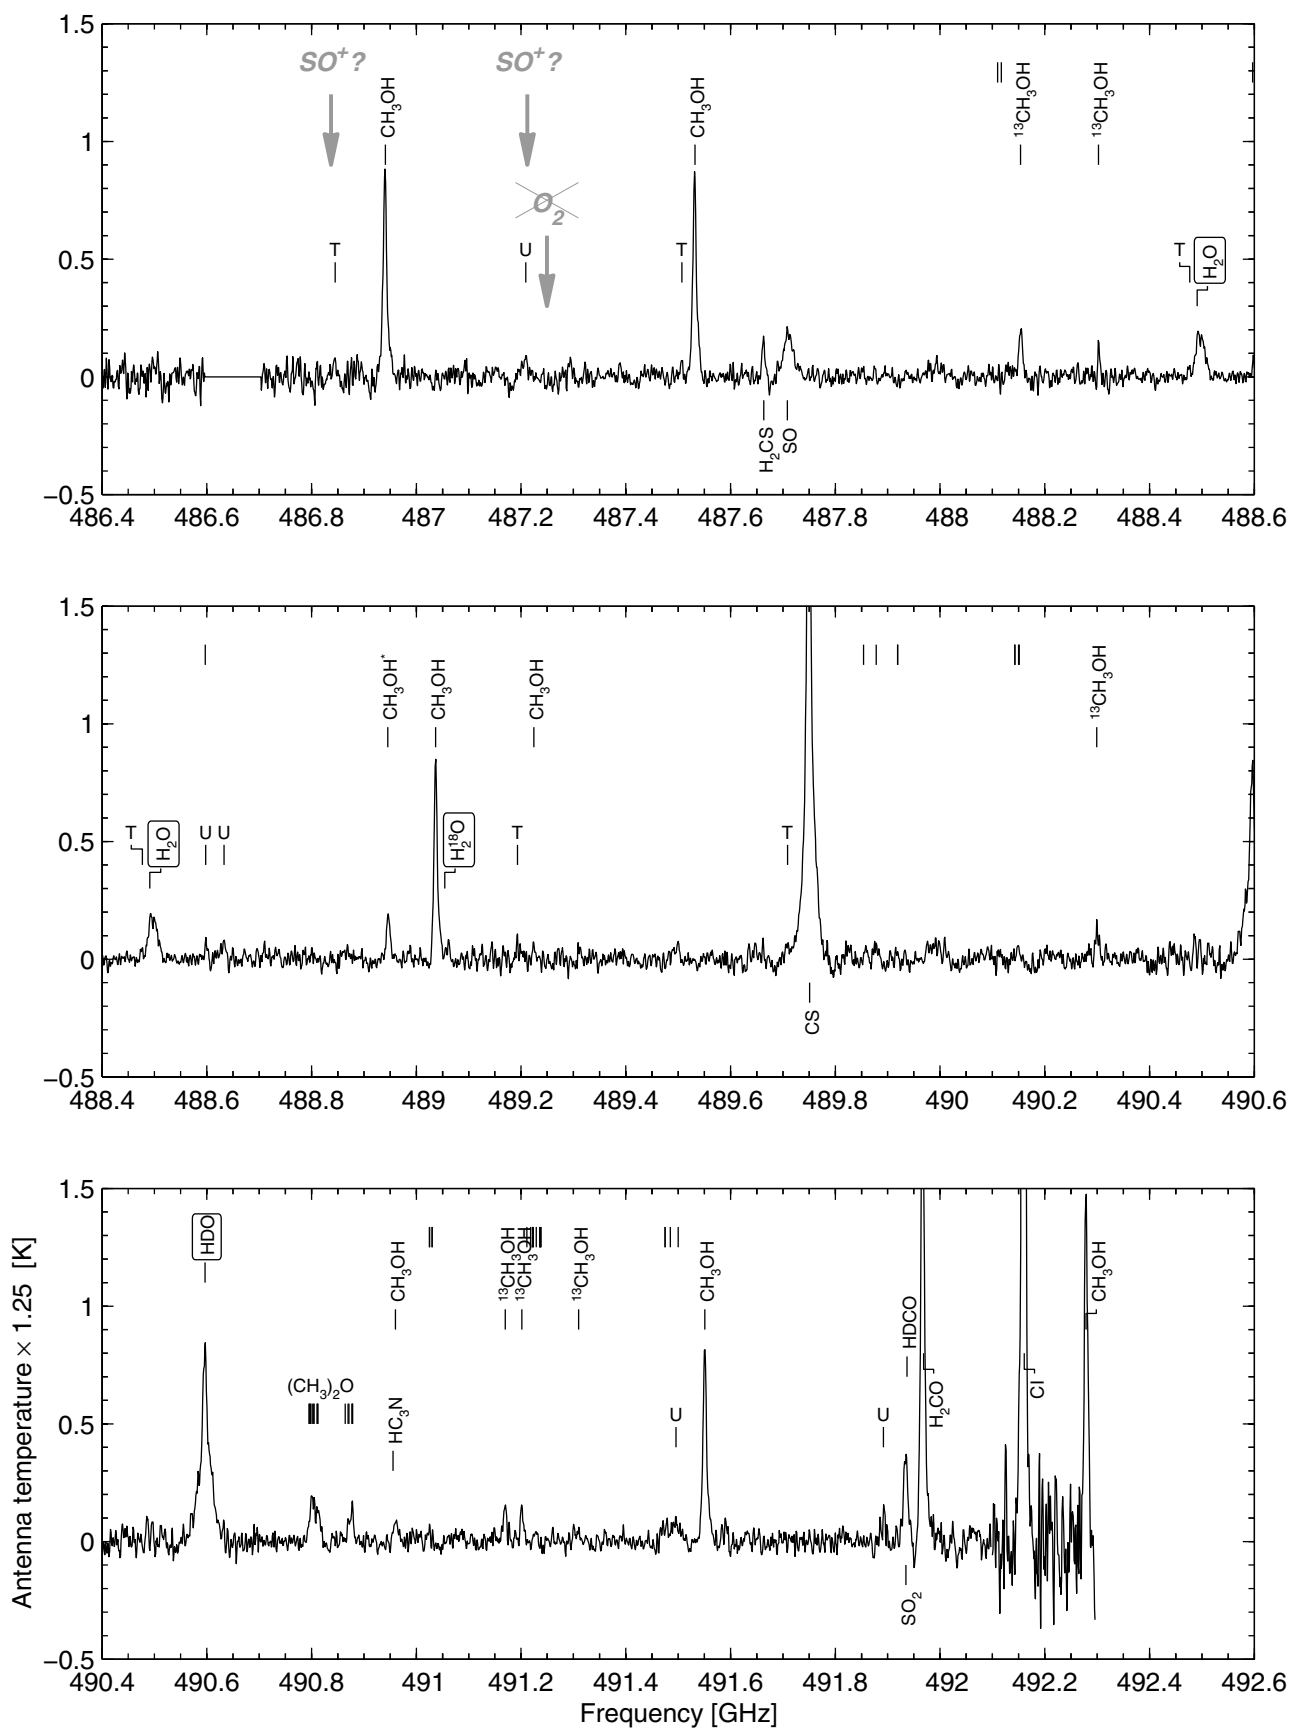 1.5
SO⁺?
SO⁺?
CH₃OH
CH₃OH
¹³CH₃OH
¹³CH₃OH
1
O₂
T
U
T
T
H₂O
0.5
0
H₂CS
SO
−0.5
486.4 486.6 486.8 487 487.2 487.4 487.6 487.8 488 488.2 488.4 488.6
1.5
CH₃OH*
CH₃OH
CH₃OH
¹³CH₃OH
1
T
H₂O
U U
H₂¹⁸O
T
T
0.5
0
CS
−0.5
488.4 488.6 488.8 489 489.2 489.4 489.6 489.8 490 490.2 490.4 490.6
1.5
HDO
CH₃OH
¹³CH₃OH
¹³CH₃OH
¹³CH₃OH
CH₃OH
CH₃OH
1
HDCO
(CH₃)₂O
HC₃N
U
U
H₂CO
CI
0.5
0
SO₂
−0.5
490.4 490.6 490.8 491 491.2 491.4 491.6 491.8 492 492.2 492.4 492.6
Antenna temperature × 1.25 [K]
Frequency [GHz]